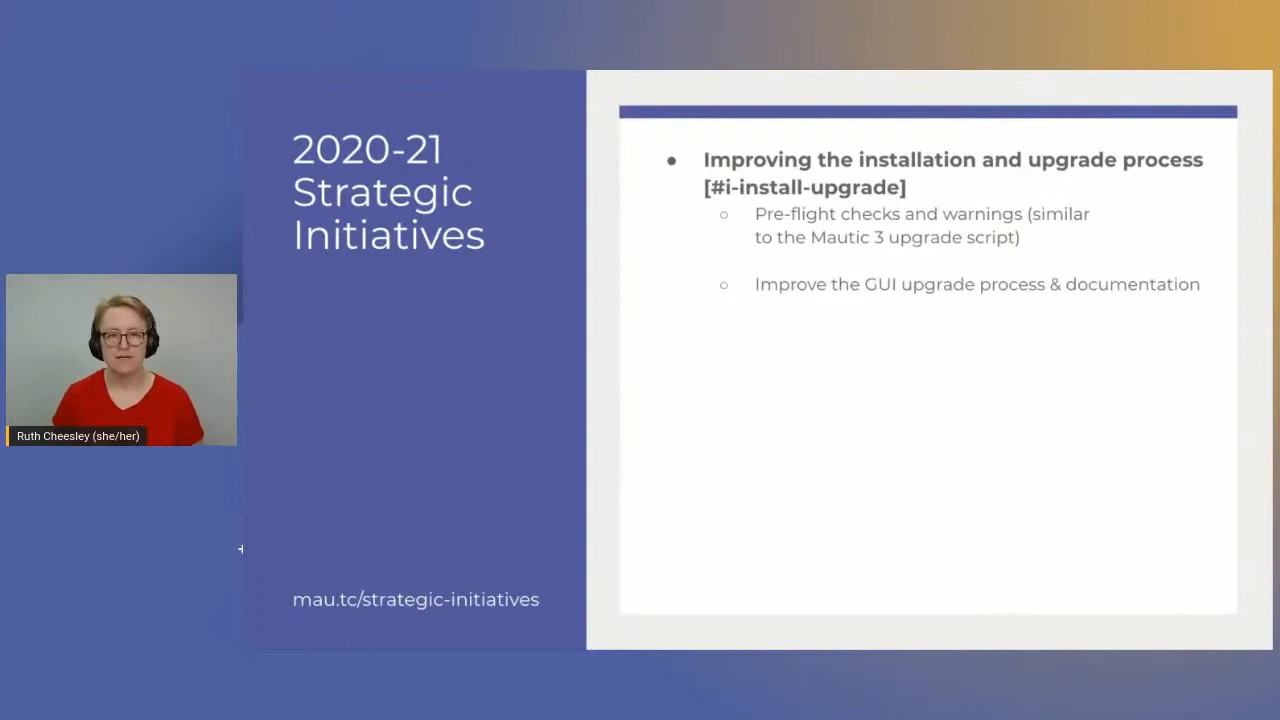 2020-21
Strategic
Initiatives
mau.tc/strategic-initiatives
● Improving the installation and upgrade process
[#i-install-upgrade]
○ Pre-flight checks and warnings (similar
to the Mautic 3 upgrade script)
○ Improve the GUI upgrade process & documentation
Ruth Cheesley (she/her)